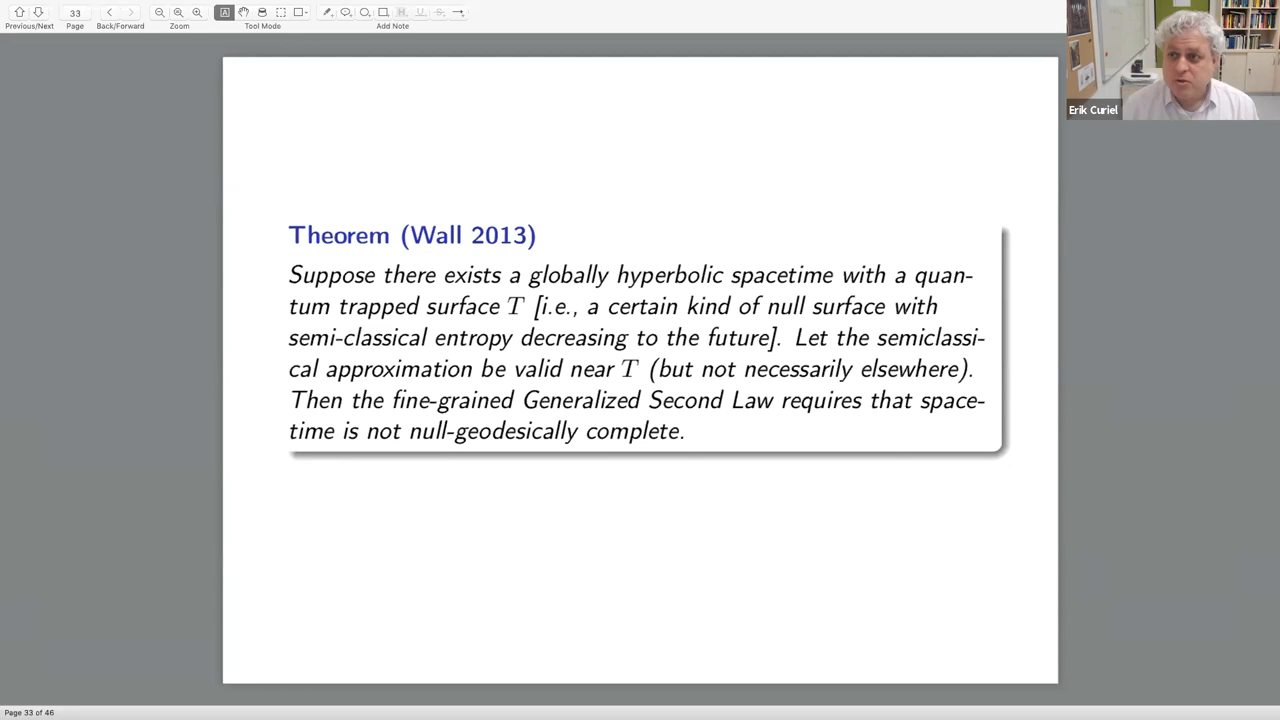 33
Previous/Next
Page
Back/Forward
Zoom
Tool Mode
Add Note
Erik Curiel
Theorem (Wall 2013)
Suppose there exists a globally hyperbolic spacetime with a quan-
tum trapped surface T [i.e., a certain kind of null surface with
semi-classical entropy decreasing to the future]. Let the semiclassi-
cal approximation be valid near T (but not necessarily elsewhere).
Then the fine-grained Generalized Second Law requires that space-
time is not null-geodesically complete.
Page 33 of 46